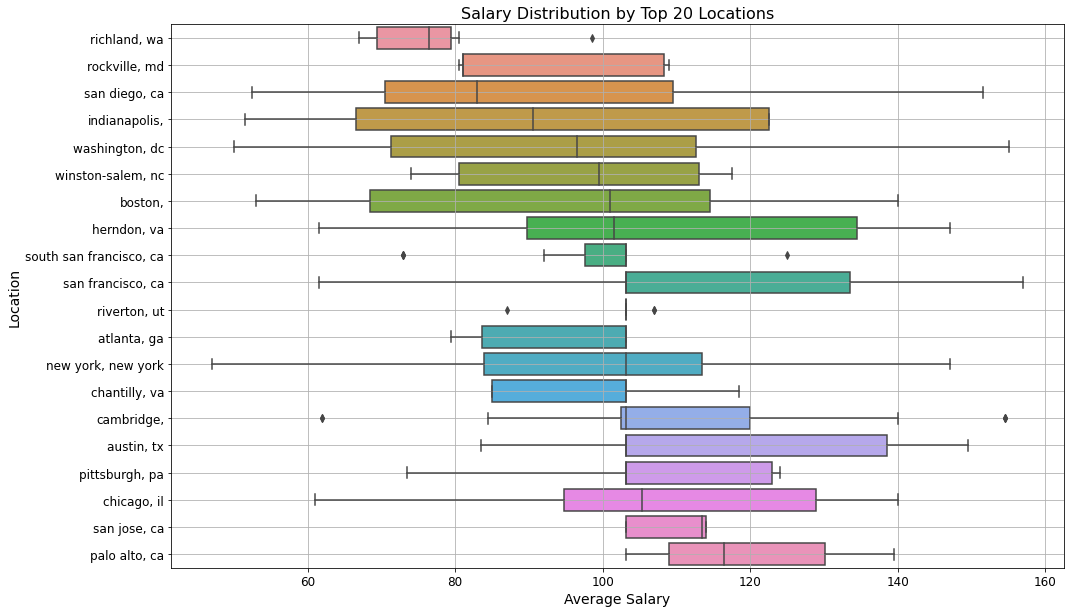 Salary Distribution by Top 20 Locations
richland, wa
rockville, md
san diego, ca
indianapolis,
washington, dc
winston-salem, nc
boston,
herndon, va
south san francisco, ca
san francisco, ca
riverton, ut
atlanta, ga
new york, new york
chantilly, va
cambridge,
austin, tx
pittsburgh, pa
chicago, il
san jose, ca
palo alto, ca
Location
60 80 100 120 140 160
Average Salary